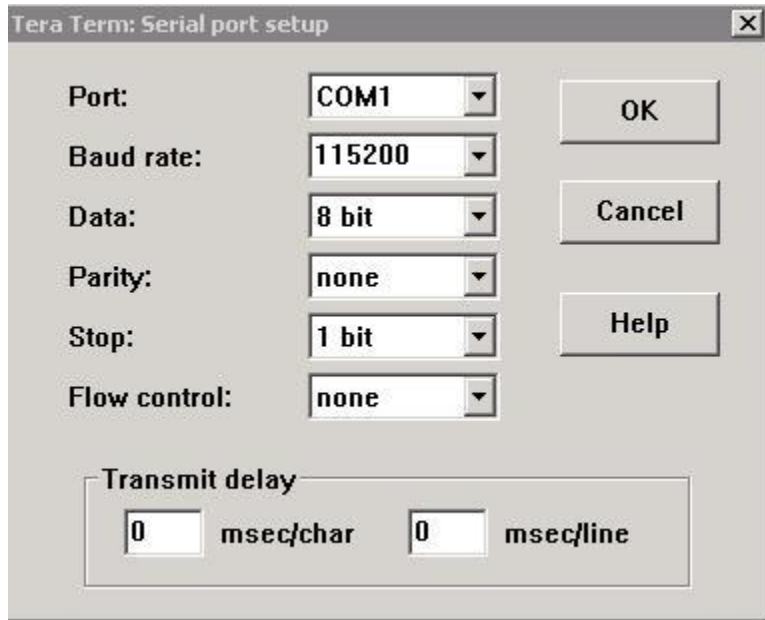 Tera Term: Serial port setup
Port: COM1 OK
Baud rate: 115200
Data: 8 bit Cancel
Parity: none
Stop: 1 bit Help
Flow control: none
Transmit delay
0 msec/char 0 msec/line